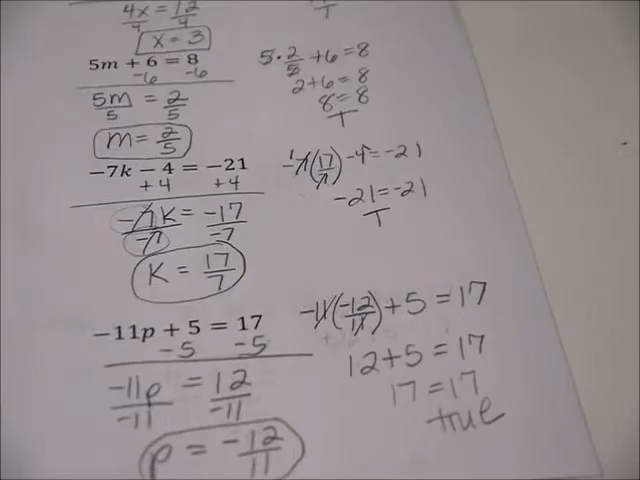 4x/4 = 12/4
T
x = 3
5m + 6 = 8
-6 -6
5m/5 = 2/5
m = 2/5
5·2/5 + 6 = 8
2 + 6 = 8
8 = 8
T
-7k - 4 = -21
+4 +4
-7K/-7 = -17/-7
K = 17/7
-7(17/7) - 4 = -21
-21 = -21
T
-11p + 5 = 17
-5 -5
-11p/-11 = 12/-11
p = -12/11
-11(-12/11) + 5 = 17
12 + 5 = 17
17 = 17
true